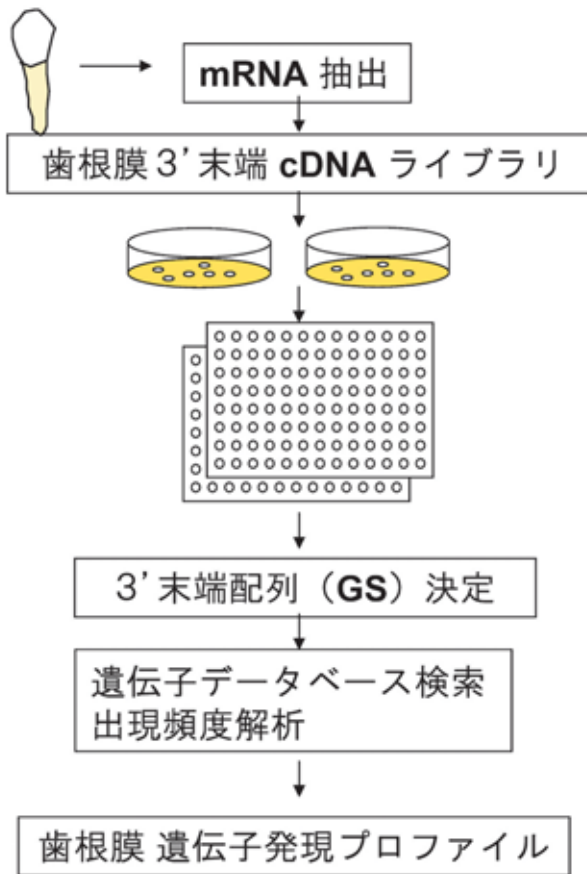 mRNA 抽出
歯根膜 3’末端 cDNA ライブラリ
3’末端配列（GS）決定
遺伝子データベース検索
出現頻度解析
歯根膜 遺伝子発現プロファイル